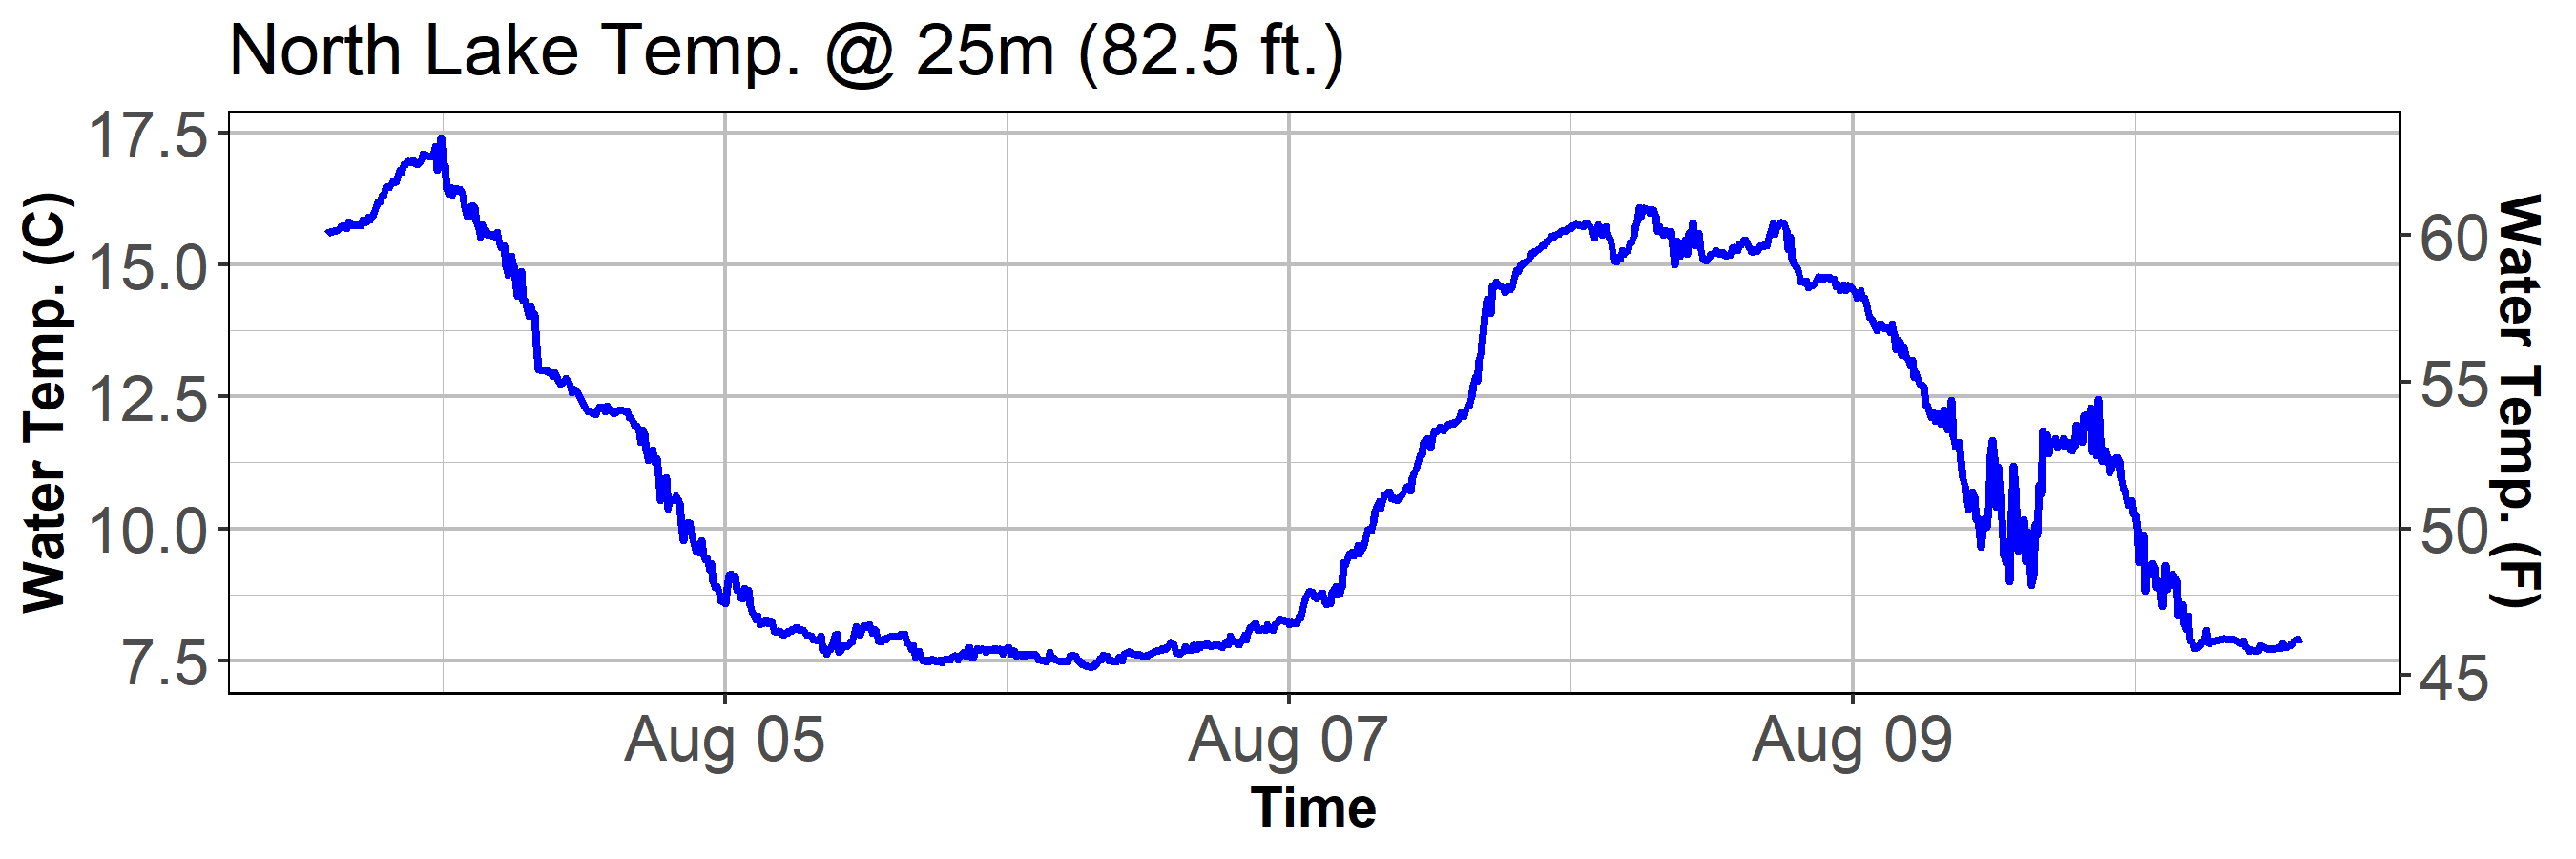 North Lake Temp. @ 25m (82.5 ft.)
Water Temp. (C)
17.5
15.0
12.5
10.0
7.5
60
55
50
45
Water Temp. (F)
Aug 05 Aug 07 Aug 09
Time